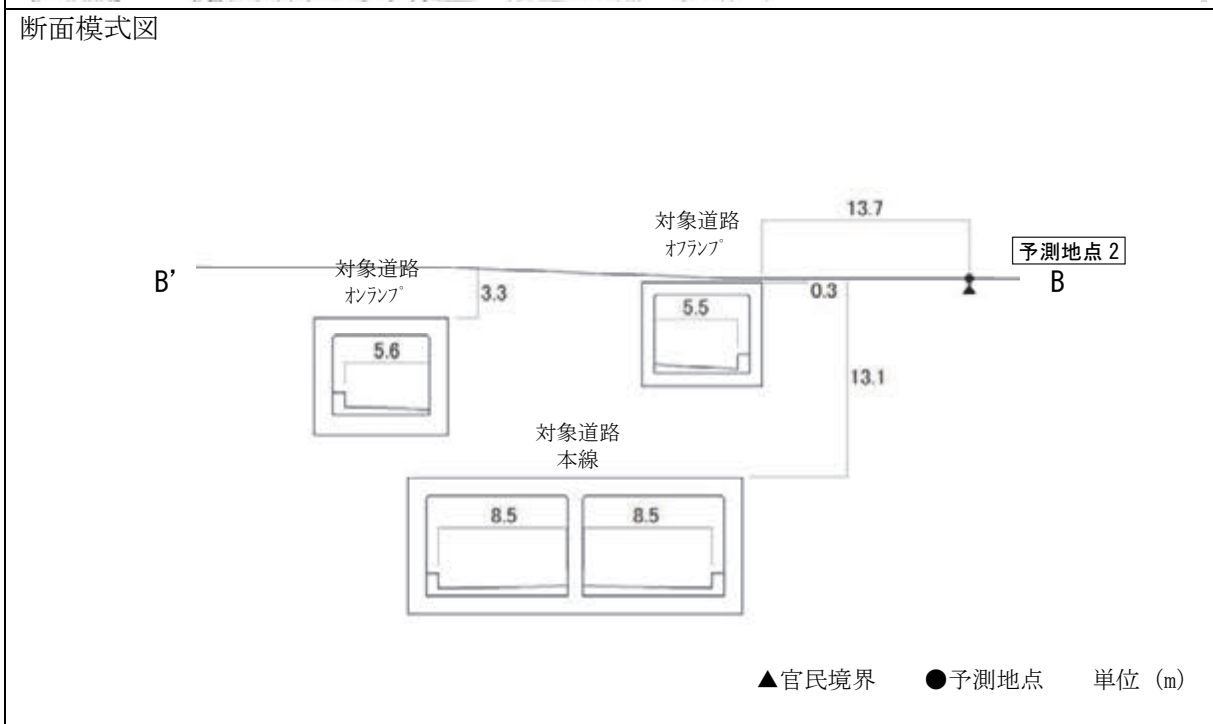 断面模式図
13.7
対象道路
オフランプ
予測地点 2
B’
対象道路
オンランプ
3.3
0.3
B
5.5
5.6
13.1
対象道路
本線
8.5
8.5
▲官民境界 ●予測地点 単位 (m)